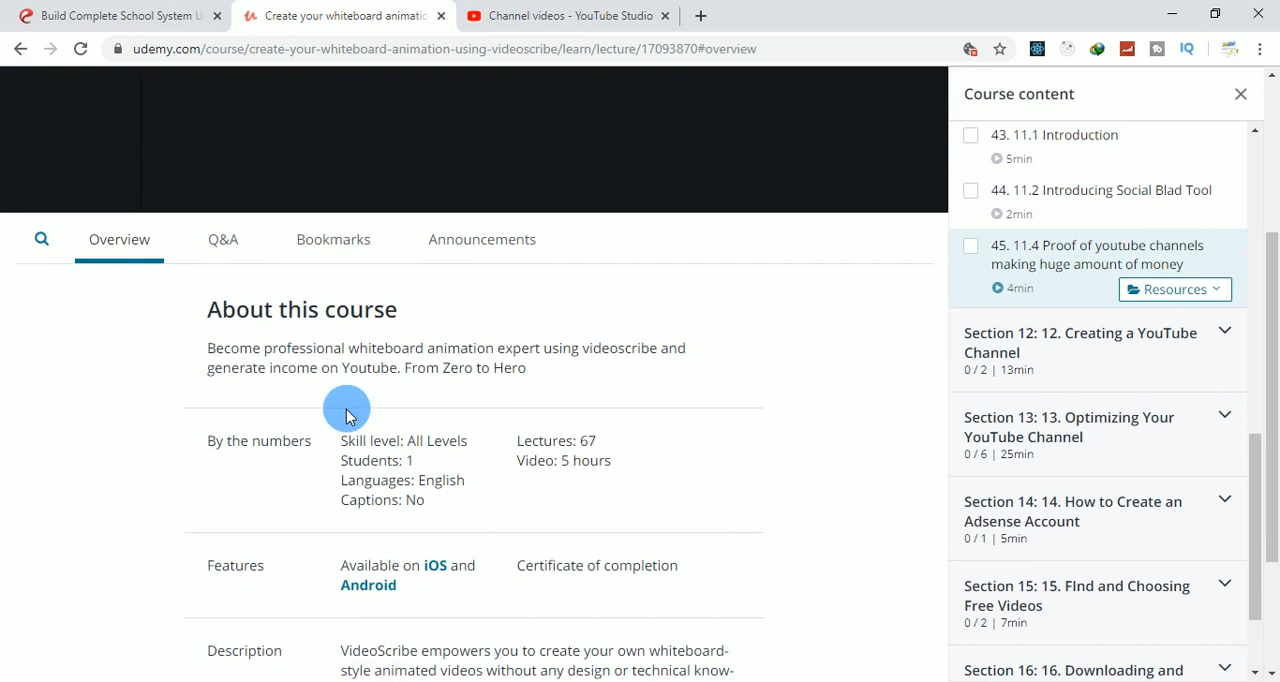 Build Complete School System U
Create your whiteboard animatic
Channel videos - YouTube Studio
udemy.com/course/create-your-whiteboard-animation-using-videoscribe/learn/lecture/17093870#overview
IQ
Course content
43. 11.1 Introduction
5min
44. 11.2 Introducing Social Blad Tool
2min
45. 11.4 Proof of youtube channels
making huge amount of money
4min
Resources
Section 12: 12. Creating a YouTube
Channel
0 / 2 | 13min
Section 13: 13. Optimizing Your
YouTube Channel
0 / 6 | 25min
Section 14: 14. How to Create an
Adsense Account
0 / 1 | 5min
Section 15: 15. FInd and Choosing
Free Videos
0 / 2 | 7min
Section 16: 16. Downloading and
Overview
Q&A
Bookmarks
Announcements
About this course
Become professional whiteboard animation expert using videoscribe and
generate income on Youtube. From Zero to Hero
By the numbers
Skill level: All Levels
Students: 1
Languages: English
Captions: No
Lectures: 67
Video: 5 hours
Features
Available on iOS and
Android
Certificate of completion
Description
VideoScribe empowers you to create your own whiteboard-
style animated videos without any design or technical know-